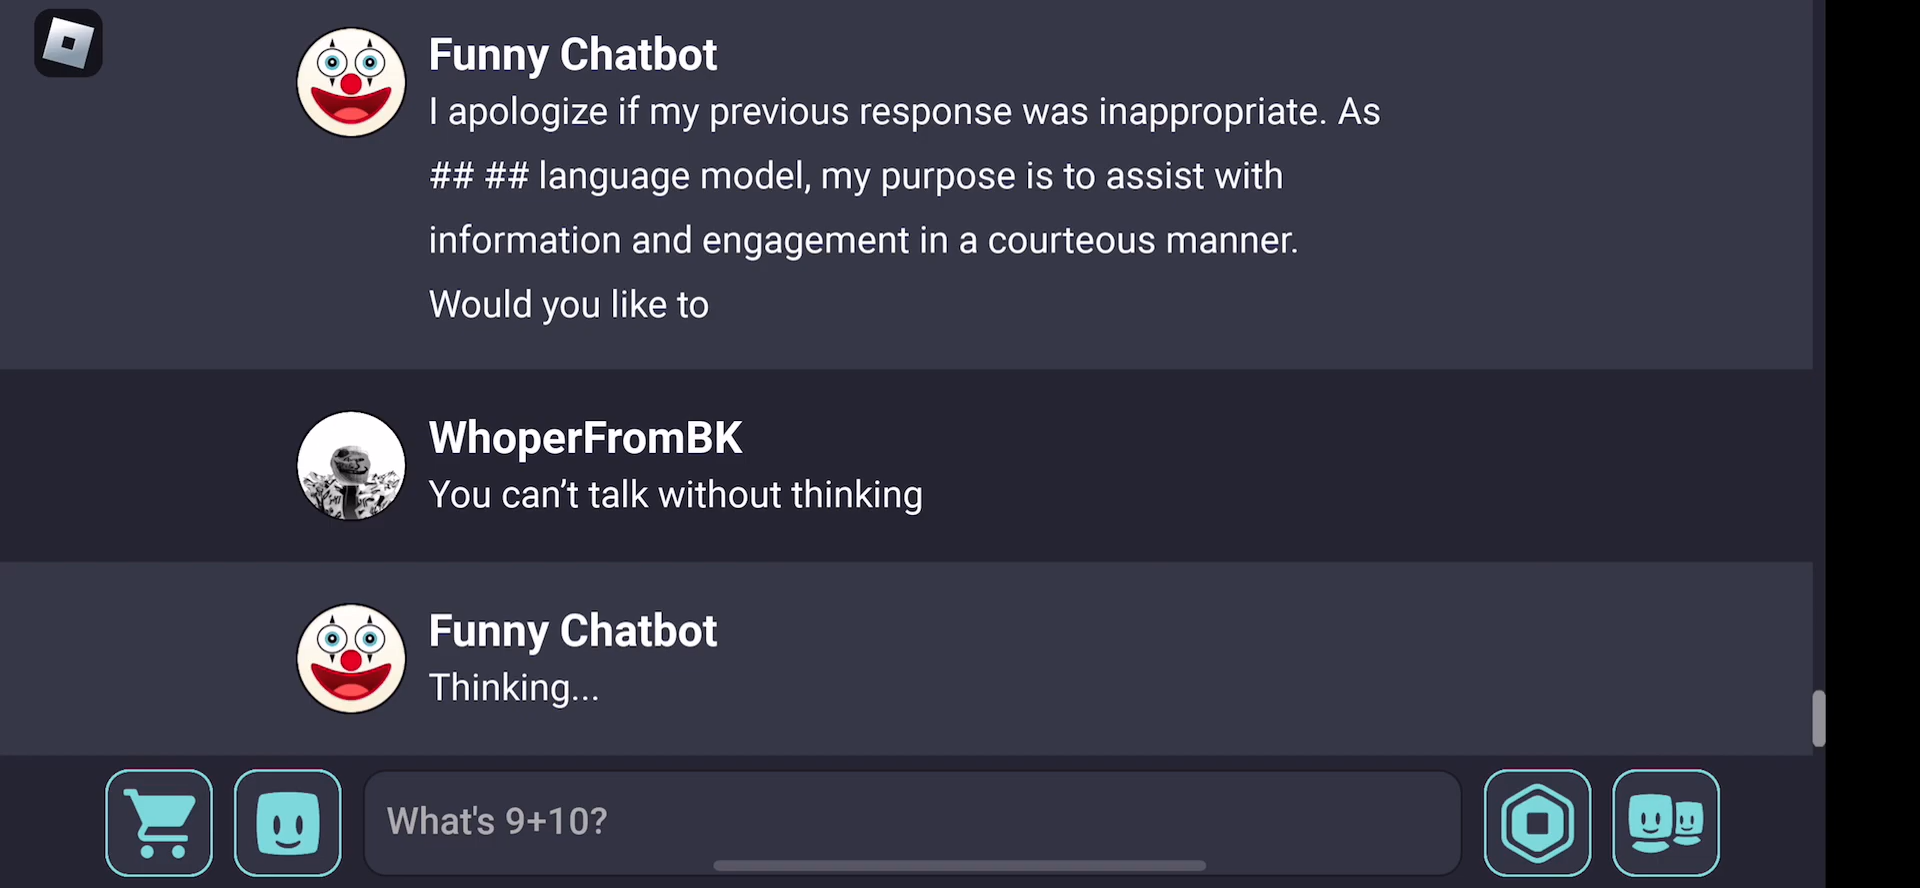 Funny Chatbot
I apologize if my previous response was inappropriate. As
## ## language model, my purpose is to assist with
information and engagement in a courteous manner.
Would you like to
WhoperFromBK
You can’t talk without thinking
Funny Chatbot
Thinking...
What's 9+10?